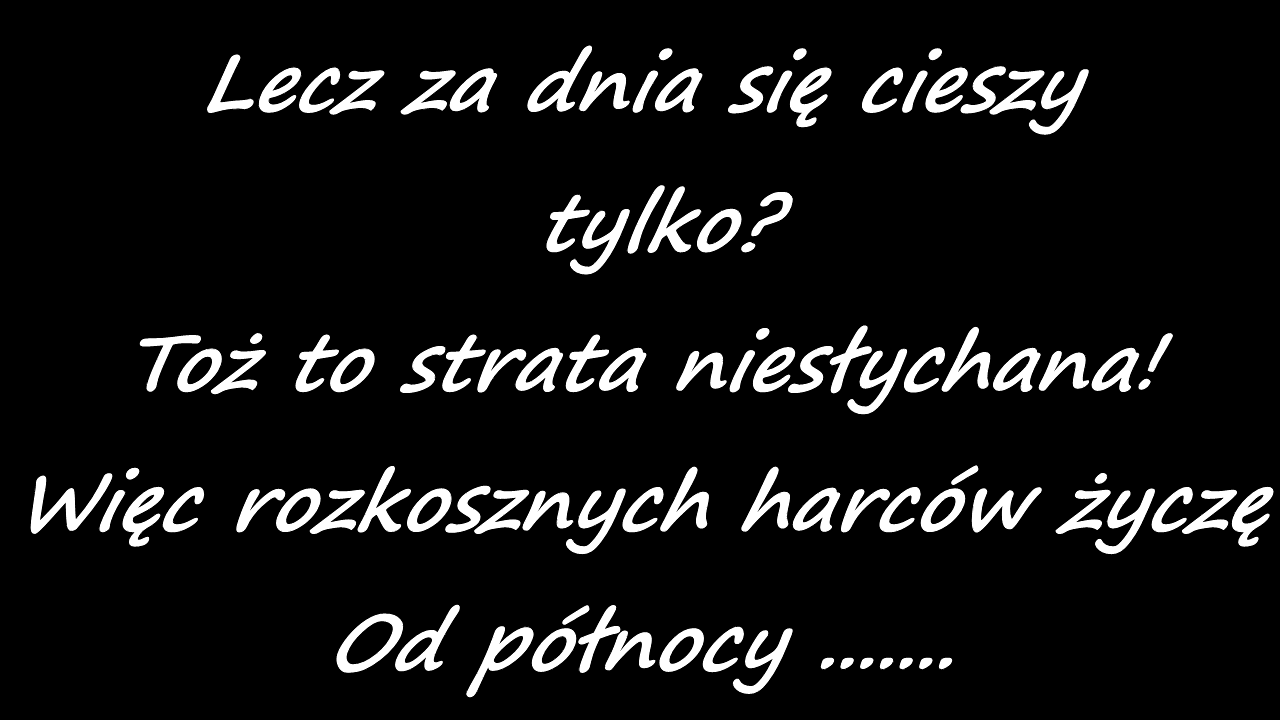 Lecz za dnia się cieszy
tylko?
Toż to strata niesłychana!
Więc rozkosznych harców życzę
Od północy .......